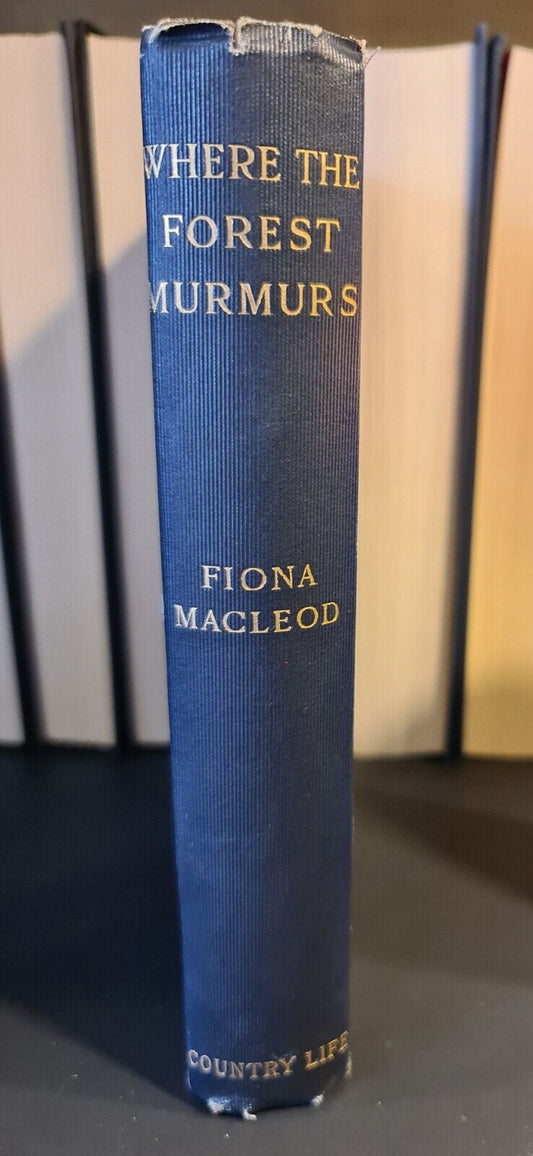 WHERE THE
FOREST
MURMURS
FIONA
MACLEOD
COUNTRY LIFE